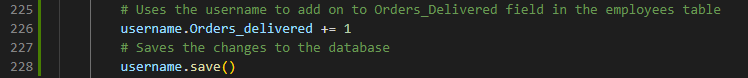 225 # Uses the username to add on to Orders_Delivered field in the employees table
226 username.Orders_delivered += 1
227 # Saves the changes to the database
228 username.save()